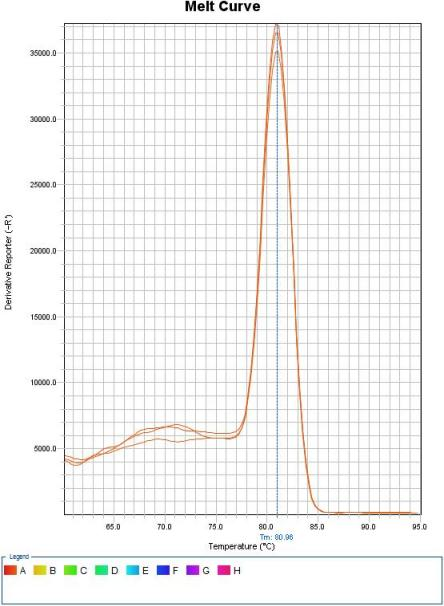 Melt Curve
35000.0
30000.0
25000.0
20000.0
15000.0
10000.0
5000.0
Derivative Reporter (-R')
65.0 70.0 75.0 80.0 85.0 90.0 95.0
Tm: 80.96
Temperature (°C)
Legend
A B C D E F G H